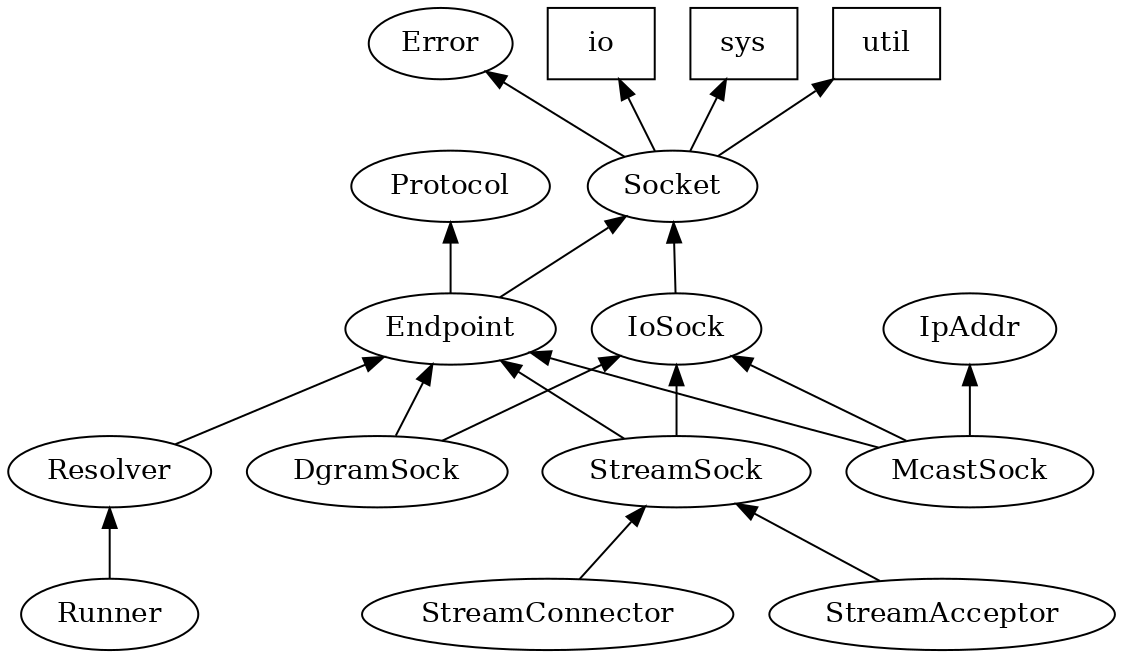 Error
io
sys
util
Protocol
Socket
Endpoint
IoSock
IpAddr
Resolver
DgramSock
StreamSock
McastSock
Runner
StreamConnector
StreamAcceptor